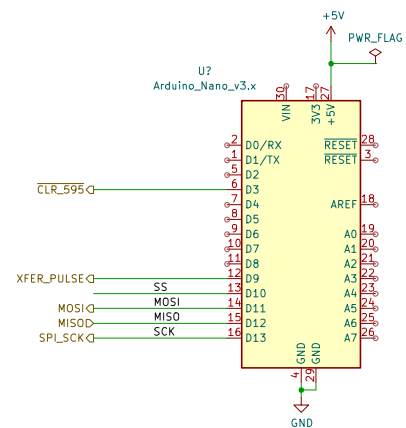 +5V
PWR_FLAG
U?
Arduino_Nano_v3.x
30 17 27
VIN 3V3 +5V
2 D0/RX RESET 28
1 D1/TX RESET 3
5 D2
CLR_595 6 D3
7 D4 AREF 18
8 D5
9 D6 A0 19
10 D7 A1 20
11 D8 A2 21
XFER_PULSE 12 D9 A3 22
SS 13 D10 A4 23
MOSI MOSI 14 D11 A5 24
MISO MISO 15 D12 A6 25
SPI_SCK SCK 16 D13 A7 26
GND GND
4 29
GND